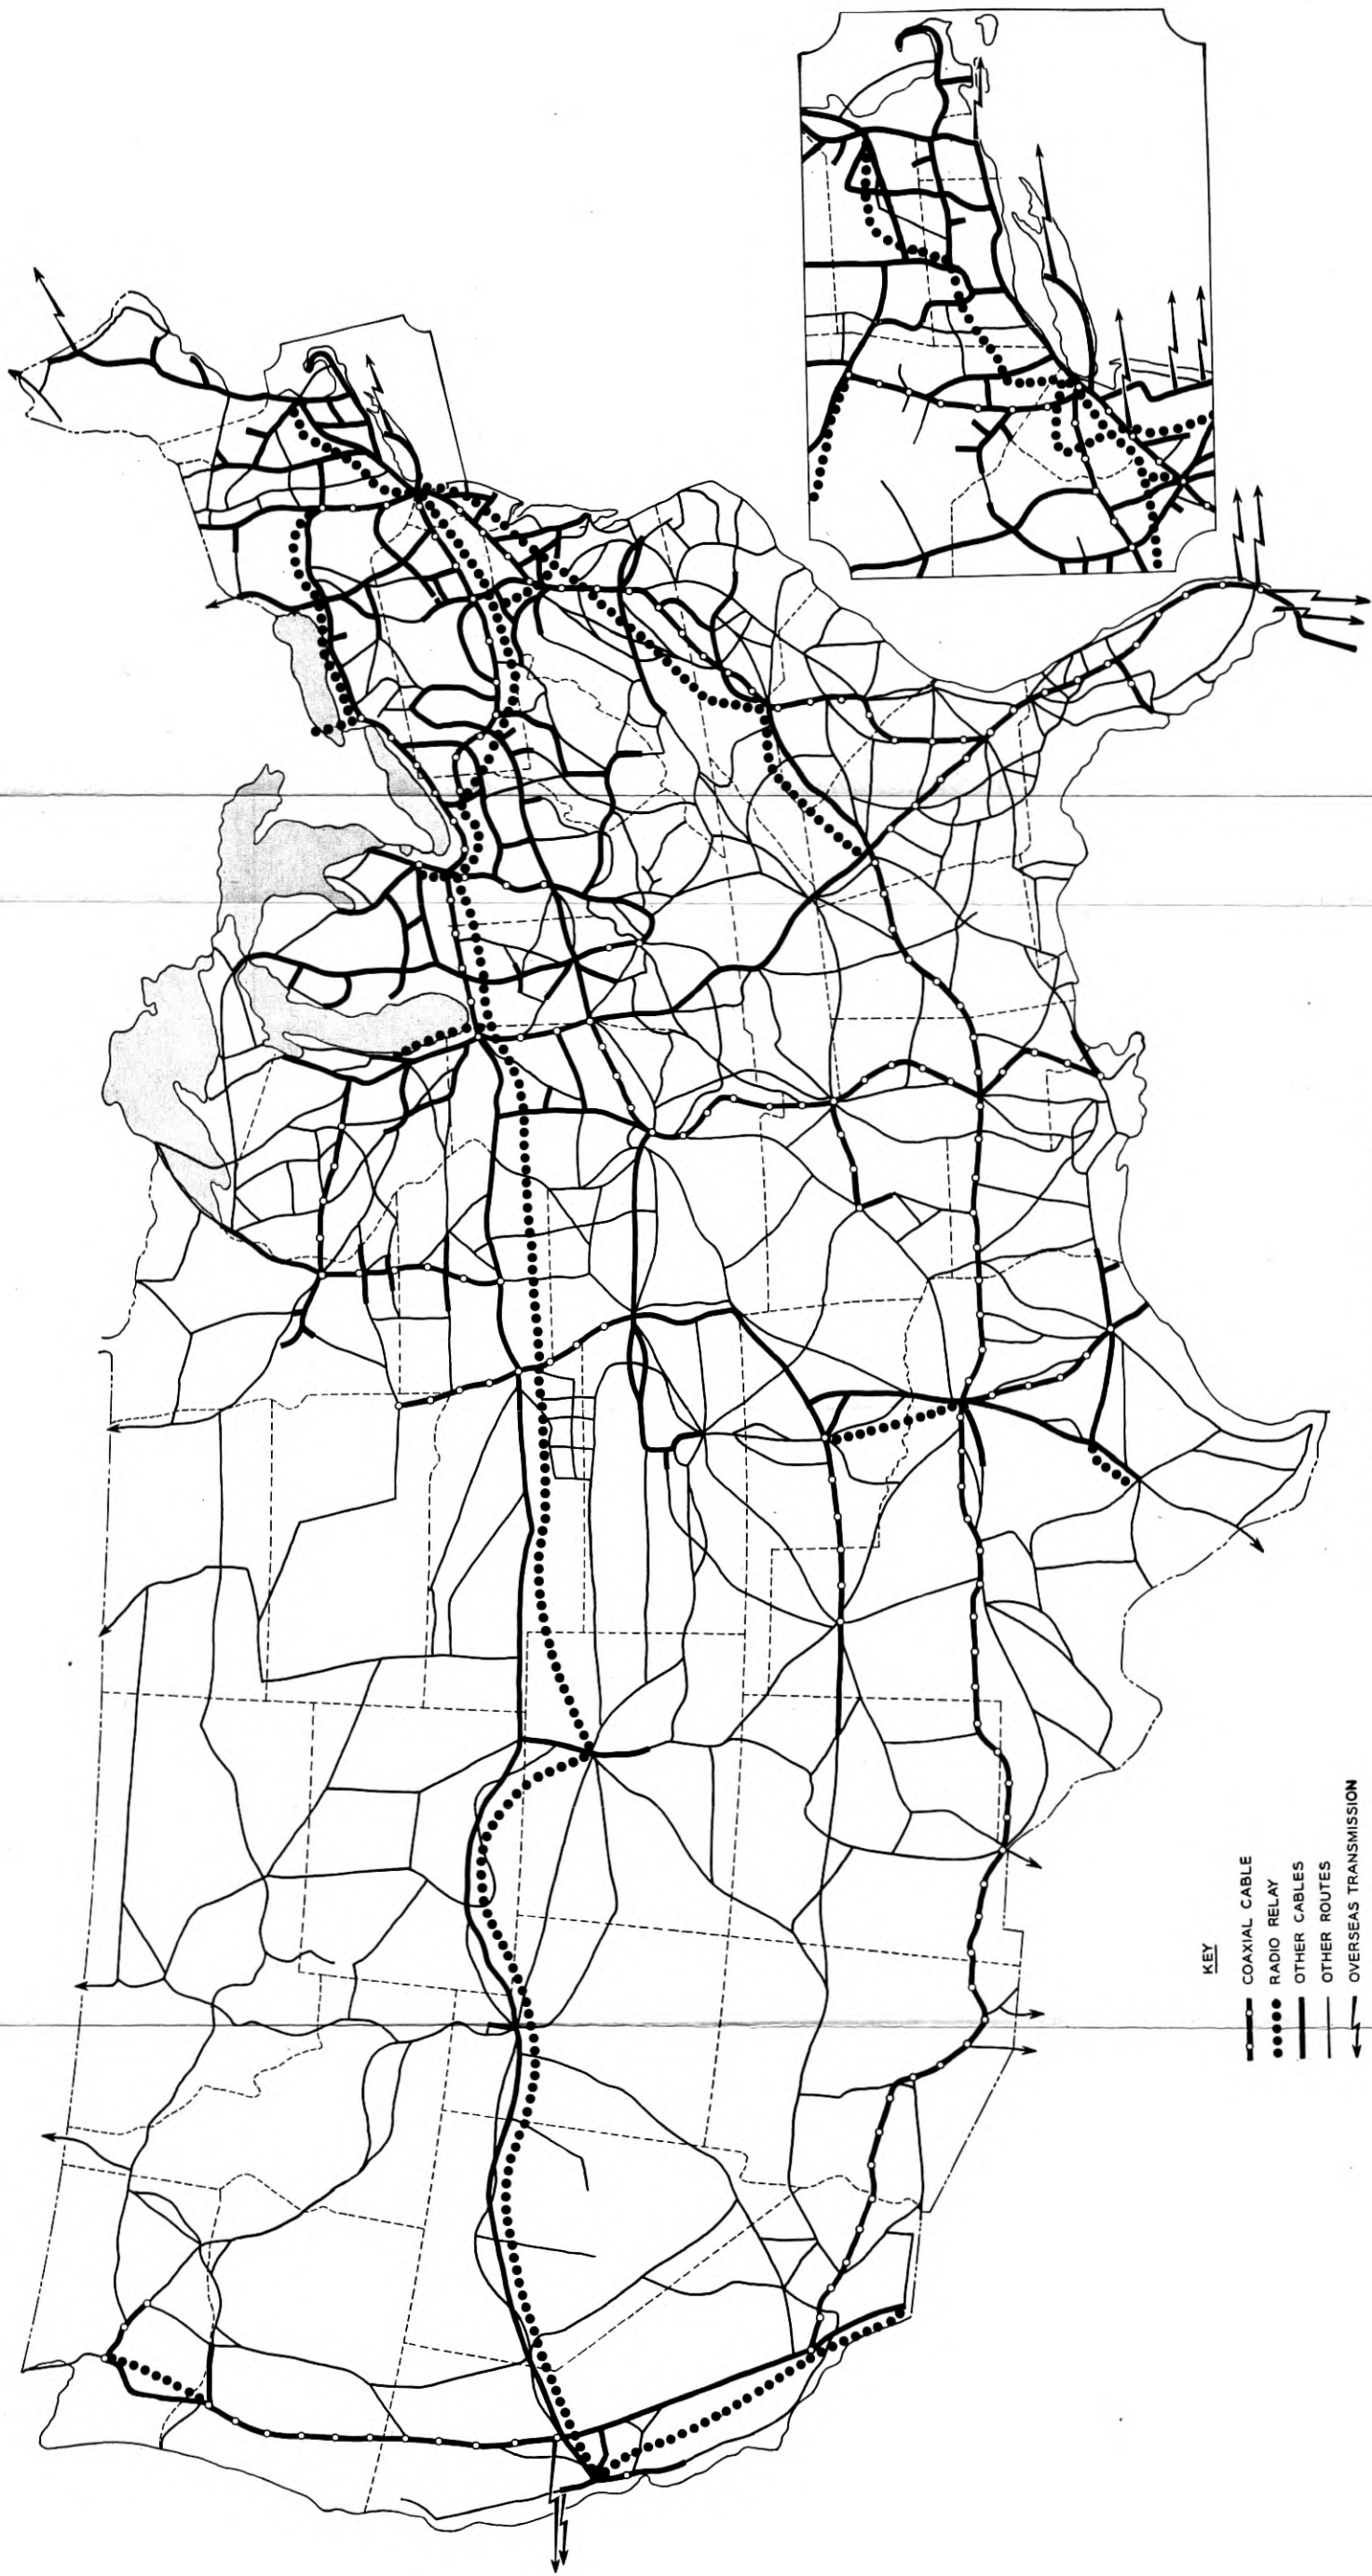 KEY
COAXIAL CABLE
RADIO RELAY
OTHER CABLES
OTHER ROUTES
OVERSEAS TRANSMISSION